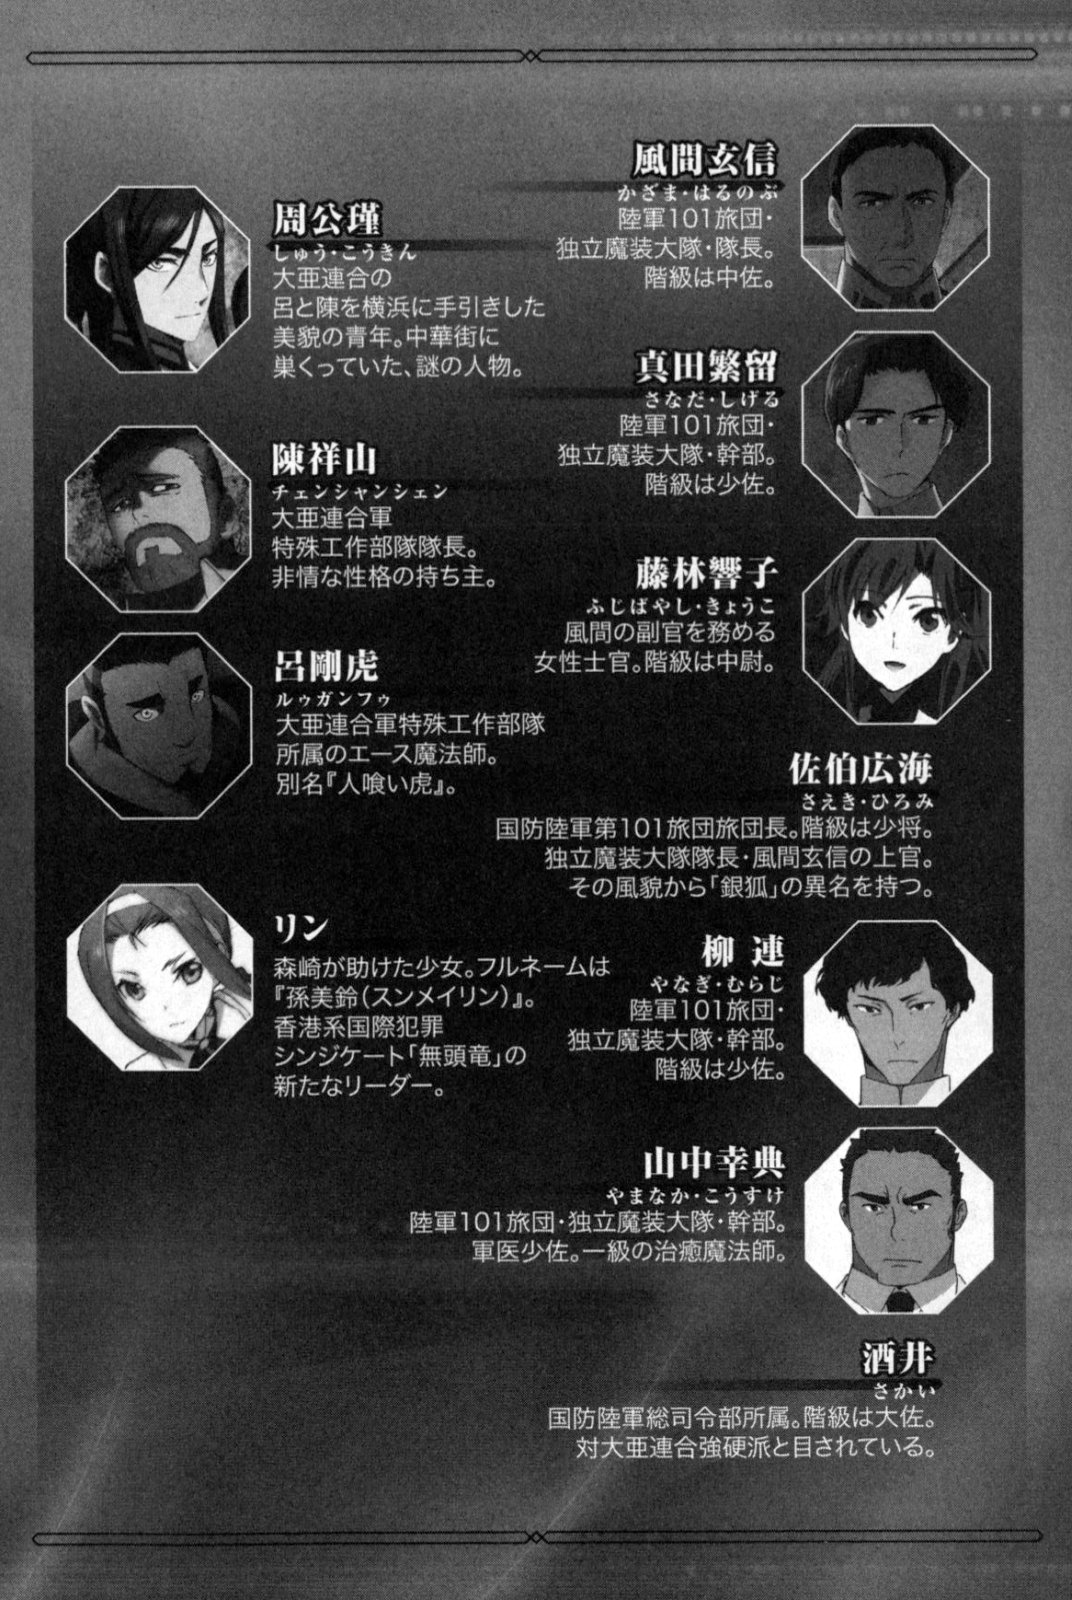 風間玄信
かざま・はるのぶ
陸軍101旅団・
独立魔装大隊・隊長。
階級は中佐。
真田繁留
さなだ・しげる
陸軍101旅団・
独立魔装大隊・幹部。
階級は少佐。
藤林響子
ふじばやし・きょうこ
風間の副官を務める
女性士官。階級は中尉。
佐伯広海
さえき・ひろみ
国防陸軍第101旅団旅団長。階級は少将。
独立魔装大隊隊長・風間玄信の上官。
その風貌から「銀狐」の異名を持つ。
柳 連
やなぎ・むらじ
陸軍101旅団・
独立魔装大隊・幹部。
階級は少佐。
山中幸典
やまなか・こうすけ
陸軍101旅団・独立魔装大隊・幹部。
軍医少佐。一級の治癒魔法師。
酒井
さかい
国防陸軍総司令部所属。階級は大佐。
対大亜連合強硬派と目されている。
周公瑾
しゅう・こうきん
大亜連合の
呂と陳を横浜に手引きした
美貌の青年。中華街に
巣くっていた、謎の人物。
陳祥山
チェンシャンシェン
大亜連合軍
特殊工作部隊隊長。
非情な性格の持ち主。
呂剛虎
ルゥガンフゥ
大亜連合軍特殊工作部隊
所属のエース魔法師。
別名『人喰い虎』。
リン
森崎が助けた少女。フルネームは
『孫美鈴(スンメイリン)』。
香港系国際犯罪
シンジケート「無頭竜」の
新たなリーダー。